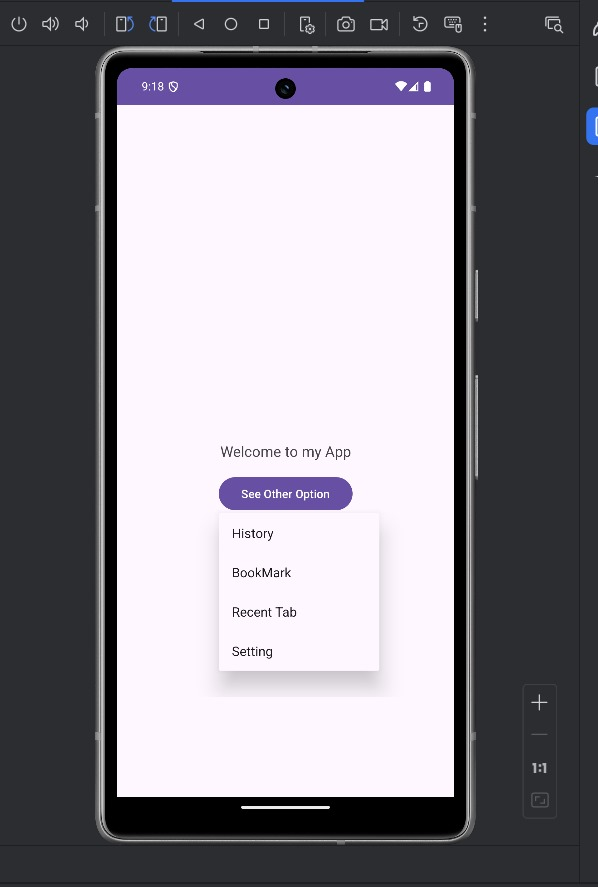 9:18
Welcome to my App
See Other Option
History
BookMark
Recent Tab
Setting
1:1